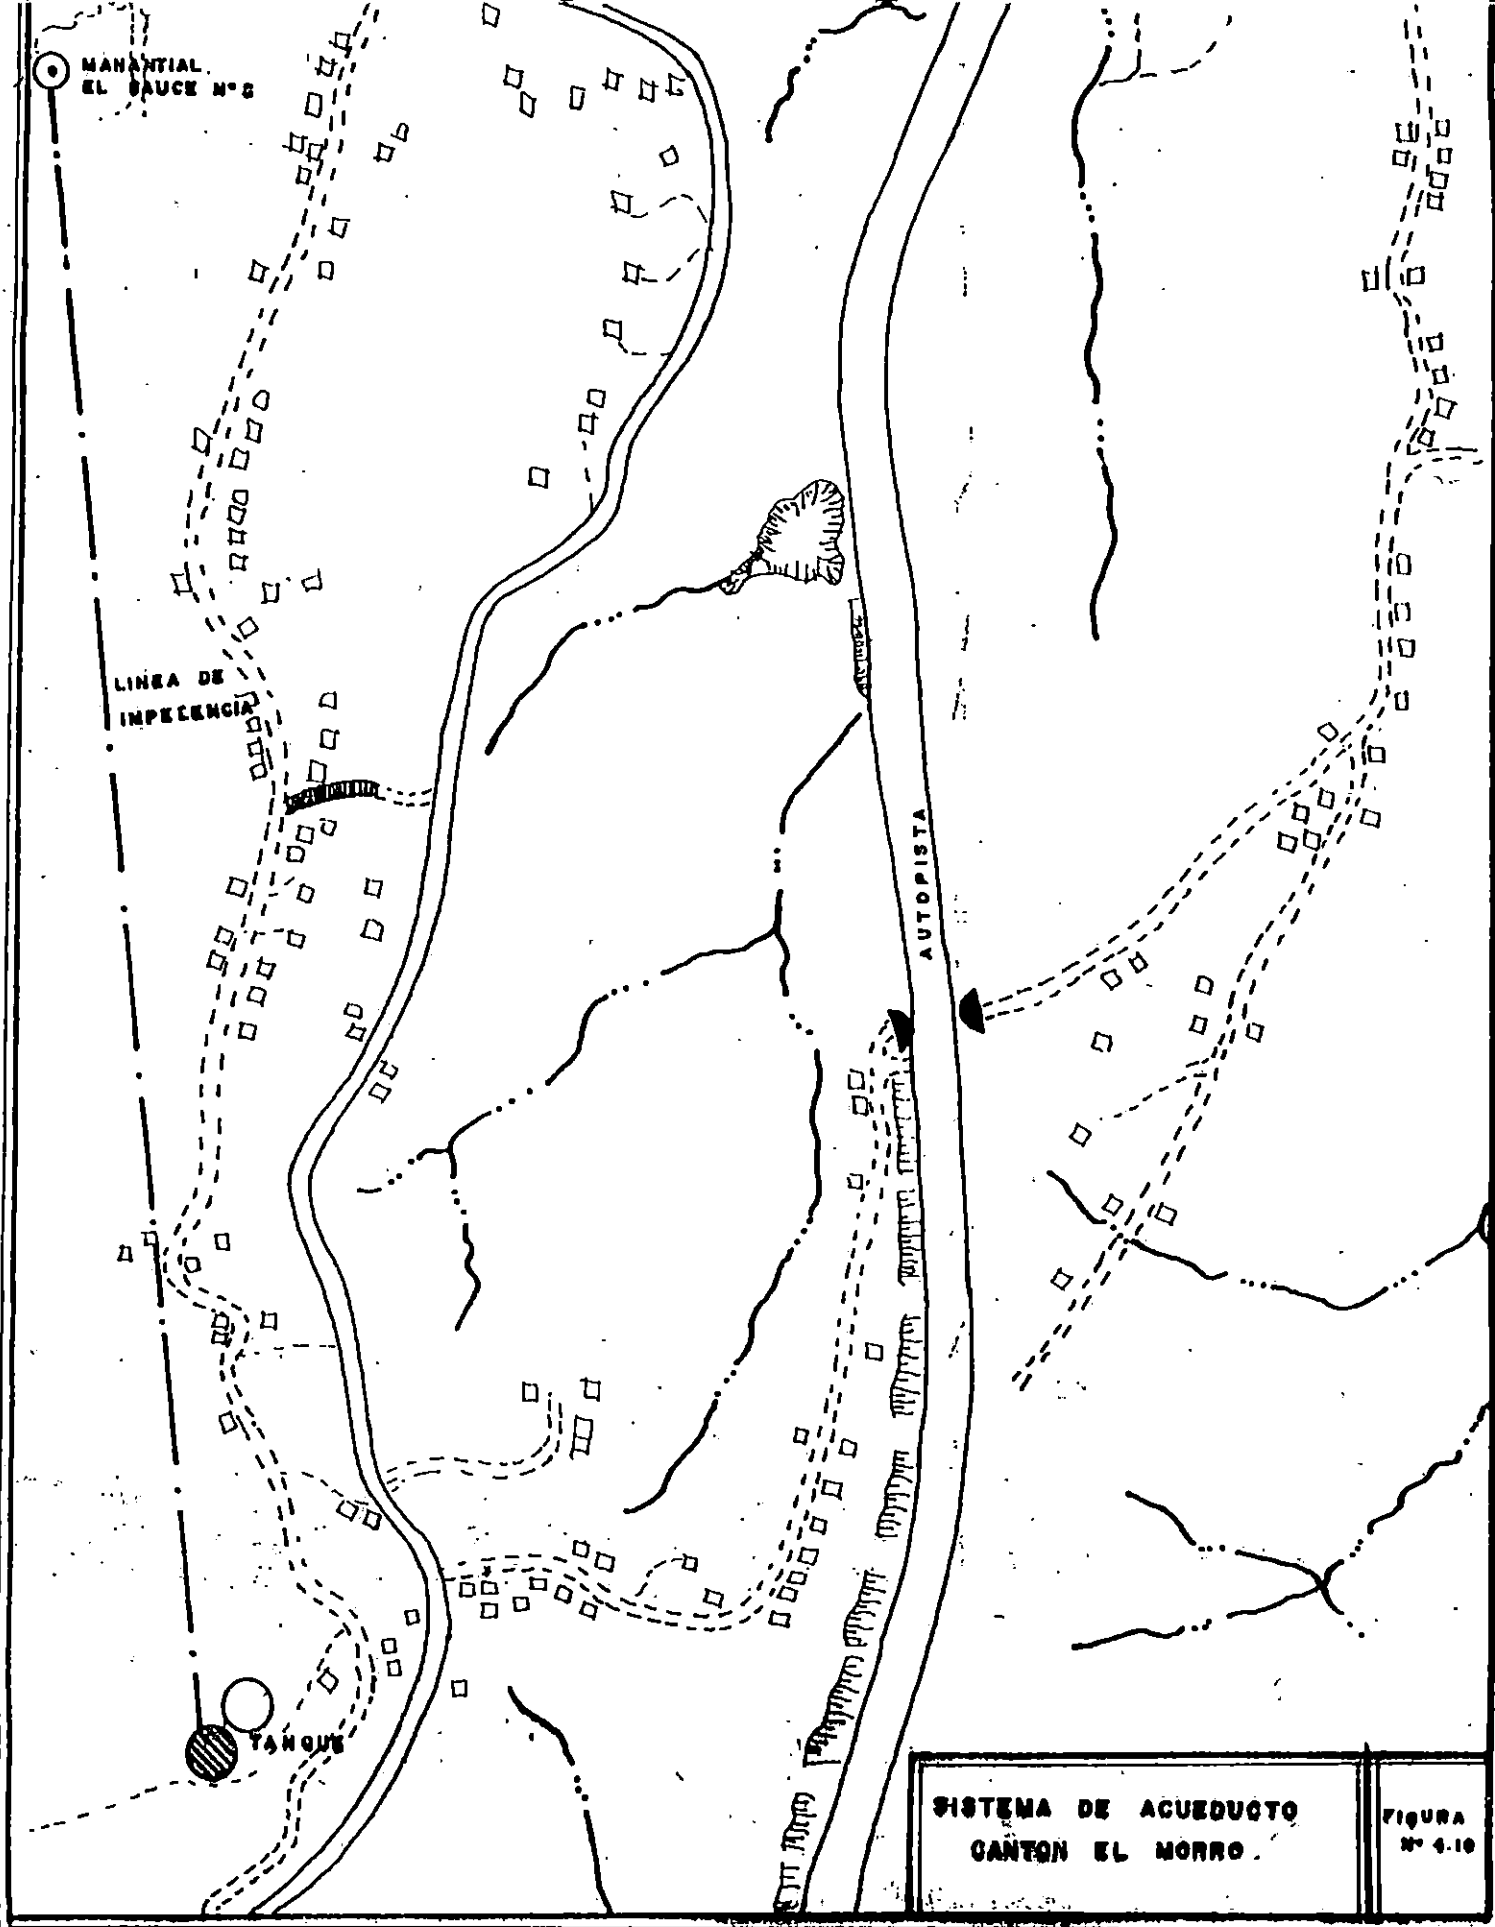 MANANTIAL
EL SAUCE Nº
LINEA DE
IMPELENCIA
AUTOPISTA
TANQUE
SISTEMA DE ACUEDUCTO
CANTON EL MORRO.
FIGURA
Nº 4.10